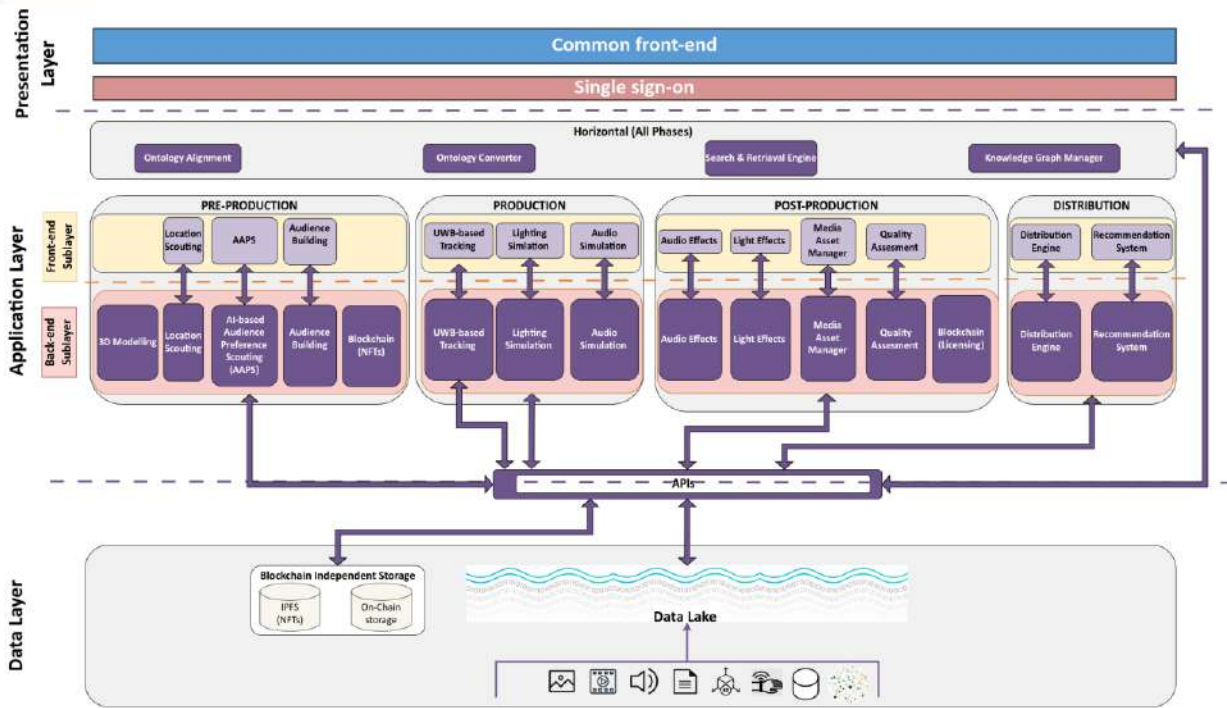 Presentation
Layer
Common front-end
Single sign-on
Horizontal (All Phases)
Ontology Alignment
Ontology Converter
Search & Retrieval Engine
Knowledge Graph Manager
Application Layer
Front-end
Sublayer
Back-end
Sublayer
PRE-PRODUCTION
Location
Scouting
AAPS
Audience
Building
3D Modelling
Location
Scouting
AI-based
Audience
Preference
Scouting
(AAPS)
Audience
Building
Blockchain
(NFTs)
PRODUCTION
UWB-based
Tracking
Lighting
Simlation
Audio
Simulation
UWB-based
Tracking
Lighting
Simulation
Audio
Simulation
POST-PRODUCTION
Audio Effects
Light Effects
Media
Asset
Manager
Quality
Assesment
Audio Effects
Light Effects
Media
Asset
Manager
Quality
Assesment
Blockchain
(Licensing)
DISTRIBUTION
Distribution
Engine
Recommendation
System
Distribution
Engine
Recommendation
System
APIs
Data Layer
Blockchain Independent Storage
IPFS
(NFTs)
On-Chain
storage
Data Lake